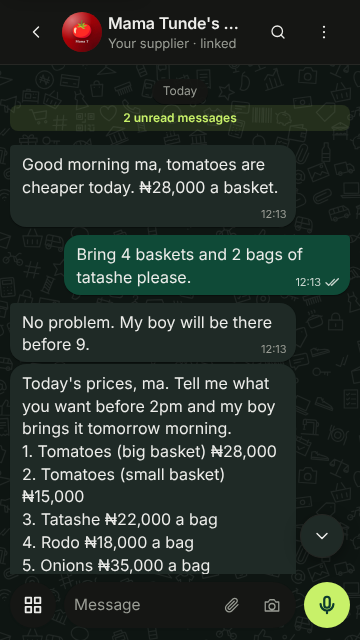 Mama Tunde's ...
Your supplier · linked
Today
2 unread messages
Good morning ma, tomatoes are
cheaper today. ₦28,000 a basket.
12:13
Bring 4 baskets and 2 bags of
tatashe please.
12:13
No problem. My boy will be there
before 9.
12:13
Today's prices, ma. Tell me what
you want before 2pm and my boy
brings it tomorrow morning.
1. Tomatoes (big basket) ₦28,000
2. Tomatoes (small basket)
₦15,000
3. Tatashe ₦22,000 a bag
4. Rodo ₦18,000 a bag
5. Onions ₦35,000 a bag
Message